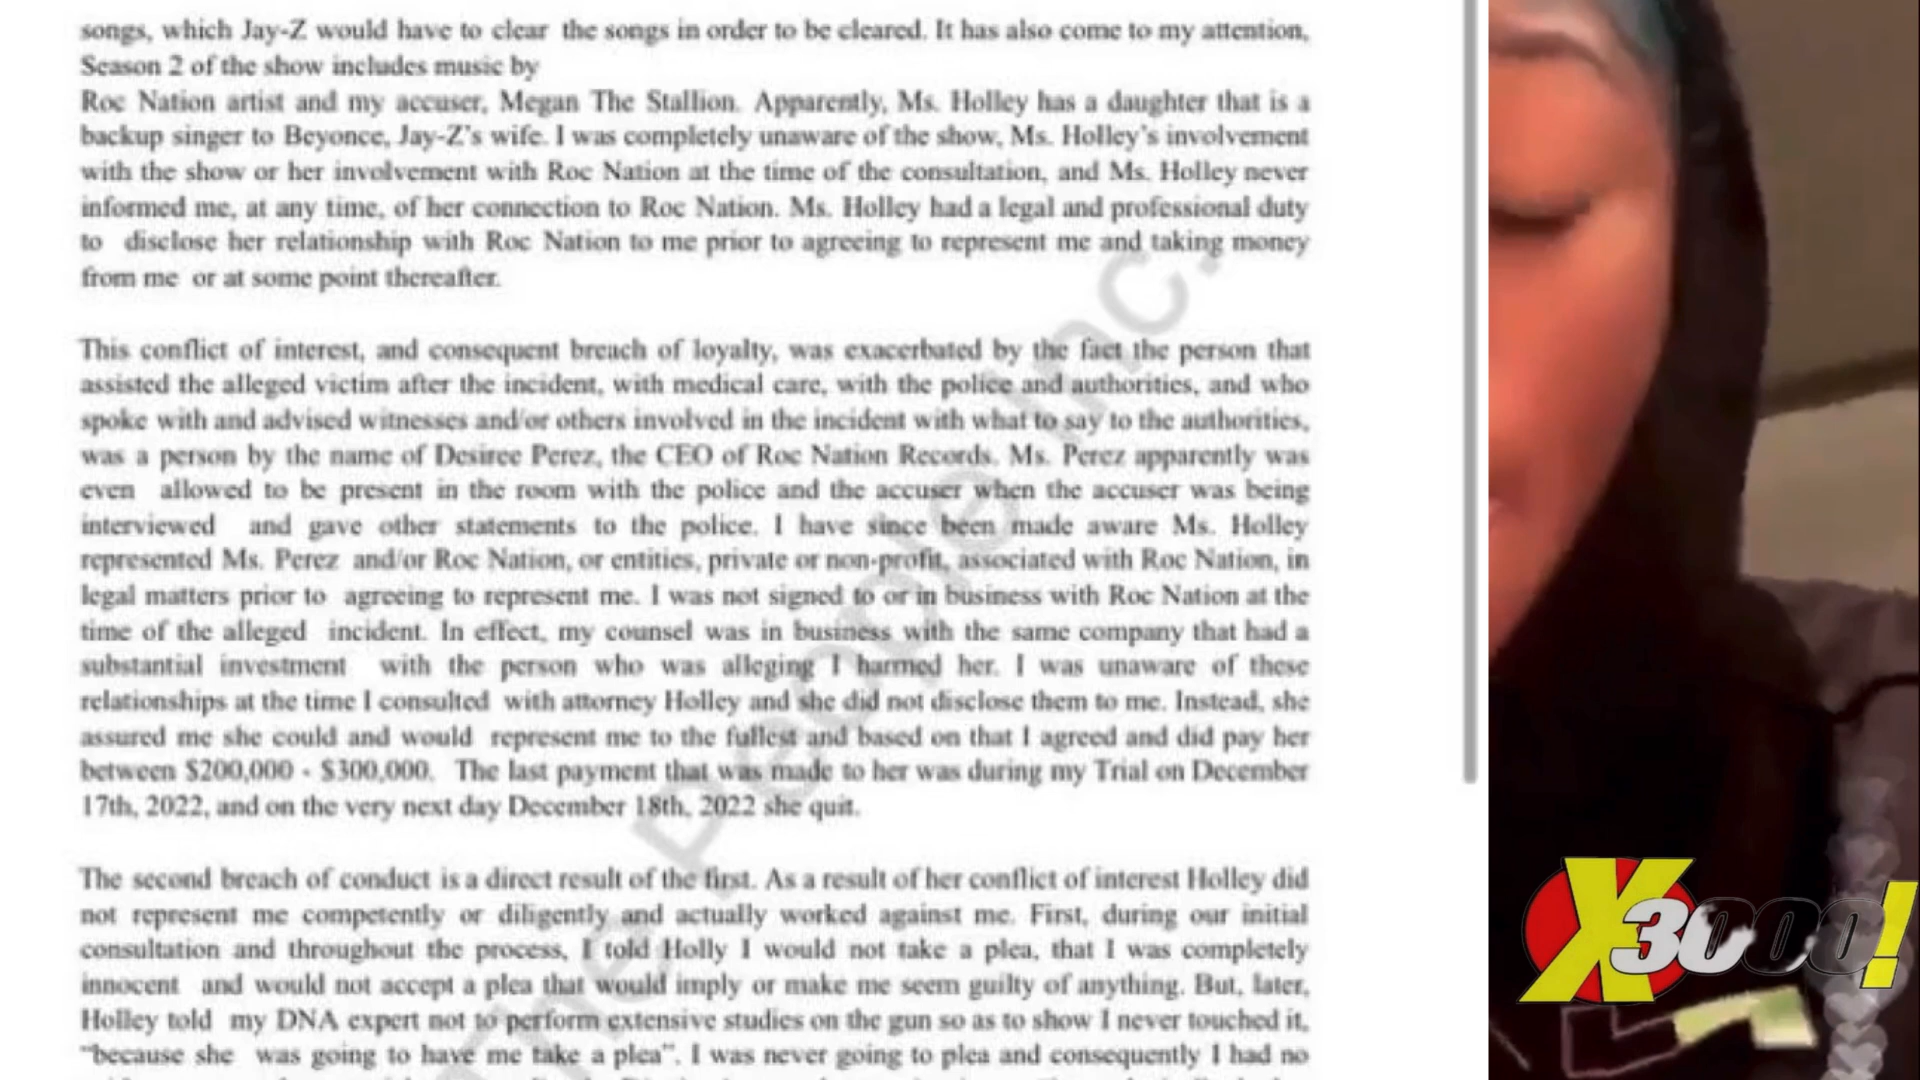 songs, which Jay-Z would have to clear the songs in order to be cleared. It has also come to my attention,
Season 2 of the show includes music by
Roc Nation artist and my accuser, Megan The Stallion. Apparently, Ms. Holley has a daughter that is a
backup singer to Beyonce, Jay-Z's wife. I was completely unaware of the show, Ms. Holley's involvement
with the show or her involvement with Roc Nation at the time of the consultation, and Ms. Holley never
informed me, at any time, of her connection to Roc Nation. Ms. Holley had a legal and professional duty
to disclose her relationship with Roc Nation to me prior to agreeing to represent me and taking money
from me or at some point thereafter.
This conflict of interest, and consequent breach of loyalty, was exacerbated by the fact the person that
assisted the alleged victim after the incident, with medical care, with the police and authorities, and who
spoke with and advised witnesses and/or others involved in the incident with what to say to the authorities,
was a person by the name of Desiree Perez, the CEO of Roc Nation Records. Ms. Perez apparently was
even allowed to be present in the room with the police and the accuser when the accuser was being
interviewed and gave other statements to the police. I have since been made aware Ms. Holley
represented Ms. Perez and/or Roc Nation, or entities, private or non-profit, associated with Roc Nation, in
legal matters prior to agreeing to represent me. I was not signed to or in business with Roc Nation at the
time of the alleged incident. In effect, my counsel was in business with the same company that had a
substantial investment with the person who was alleging I harmed her. I was unaware of these
relationships at the time I consulted with attorney Holley and she did not disclose them to me. Instead, she
assured me she could and would represent me to the fullest and based on that I agreed and did pay her
between $200,000 - $300,000. The last payment that was made to her was during my Trial on December
17th, 2022, and on the very next day December 18th, 2022 she quit.
The second breach of conduct is a direct result of the first. As a result of her conflict of interest Holley did
not represent me competently or diligently and actually worked against me. First, during our initial
consultation and throughout the process, I told Holly I would not take a plea, that I was completely
innocent and would not accept a plea that would imply or make me seem guilty of anything. But, later,
Holley told my DNA expert not to perform extensive studies on the gun so as to show I never touched it,
"because she was going to have me take a plea". I was never going to plea and consequently I had no
The People Inc.
X3000!